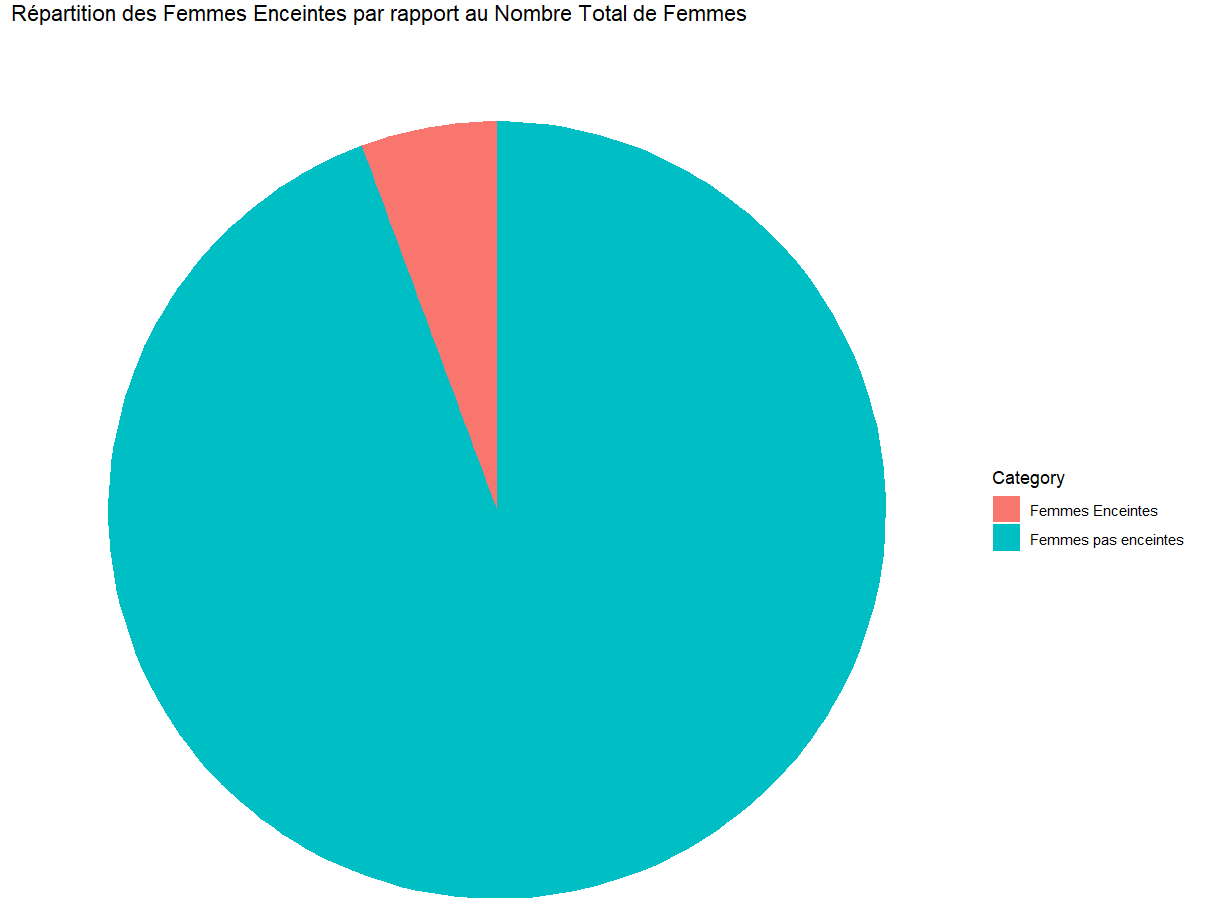 Répartition des Femmes Enceintes par rapport au Nombre Total de Femmes
Category
Femmes Enceintes
Femmes pas enceintes